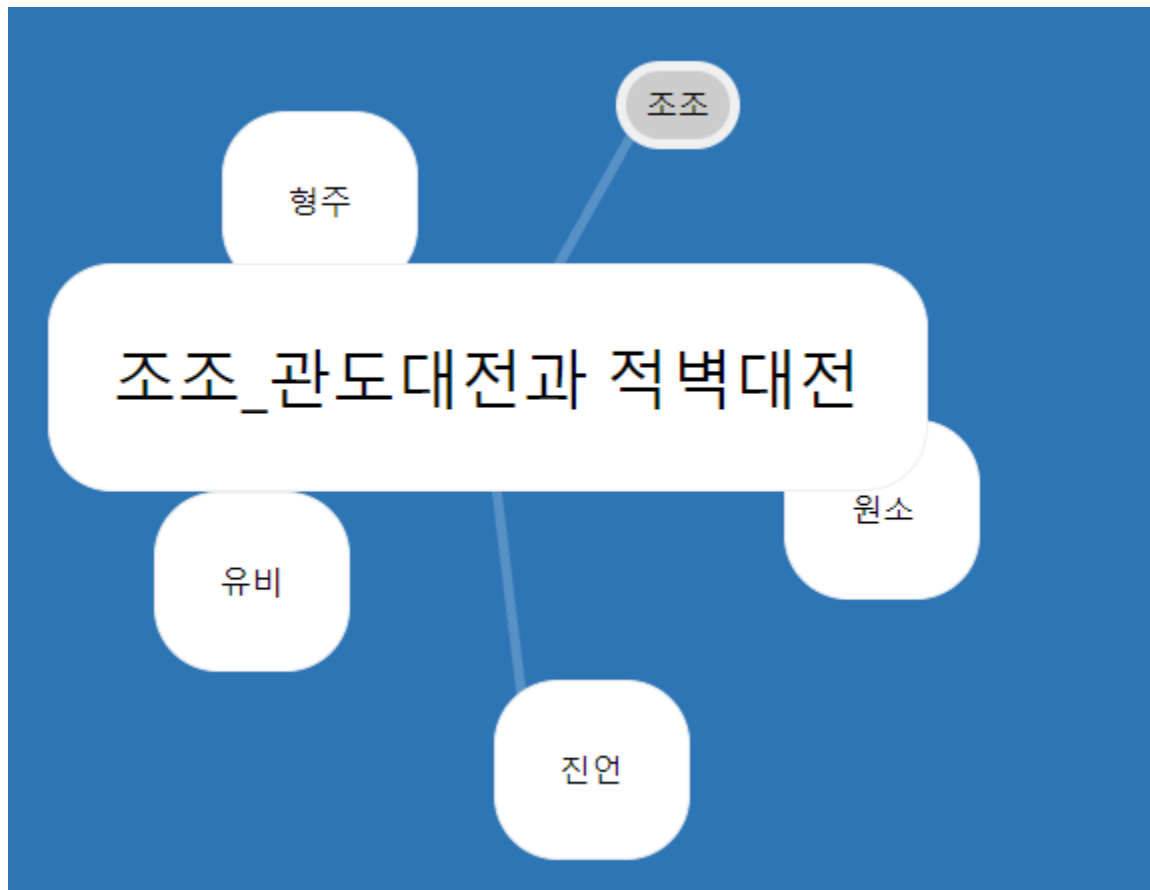 조조
형주
조조_관도대전과 적벽대전
원소
유비
진언